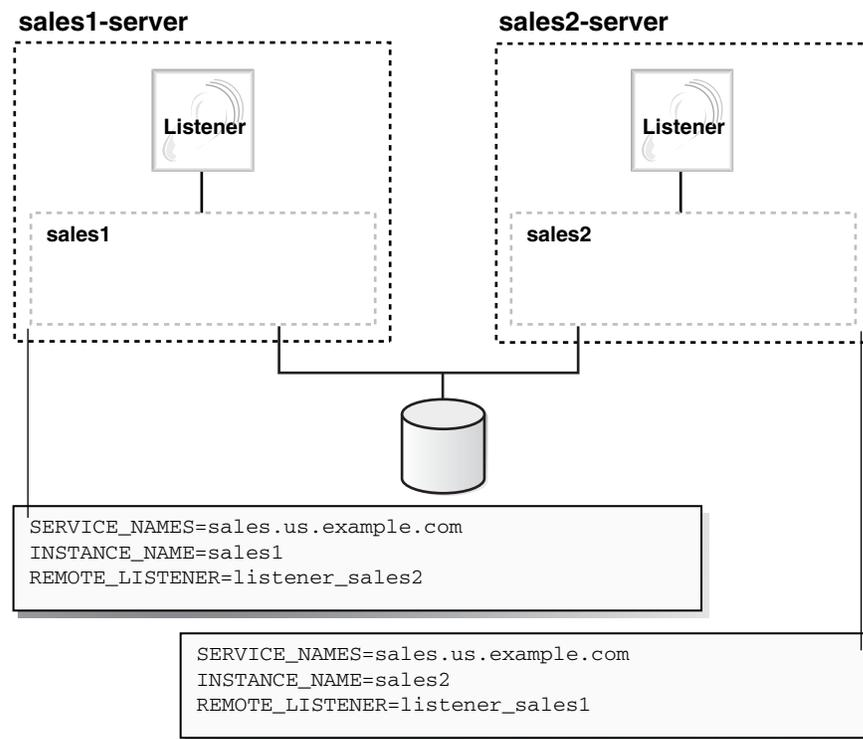 sales1-server
sales2-server
Listener
Listener
sales1
sales2
SERVICE_NAMES=sales.us.example.com
INSTANCE_NAME=sales1
REMOTE_LISTENER=listener_sales2
SERVICE_NAMES=sales.us.example.com
INSTANCE_NAME=sales2
REMOTE_LISTENER=listener_sales1